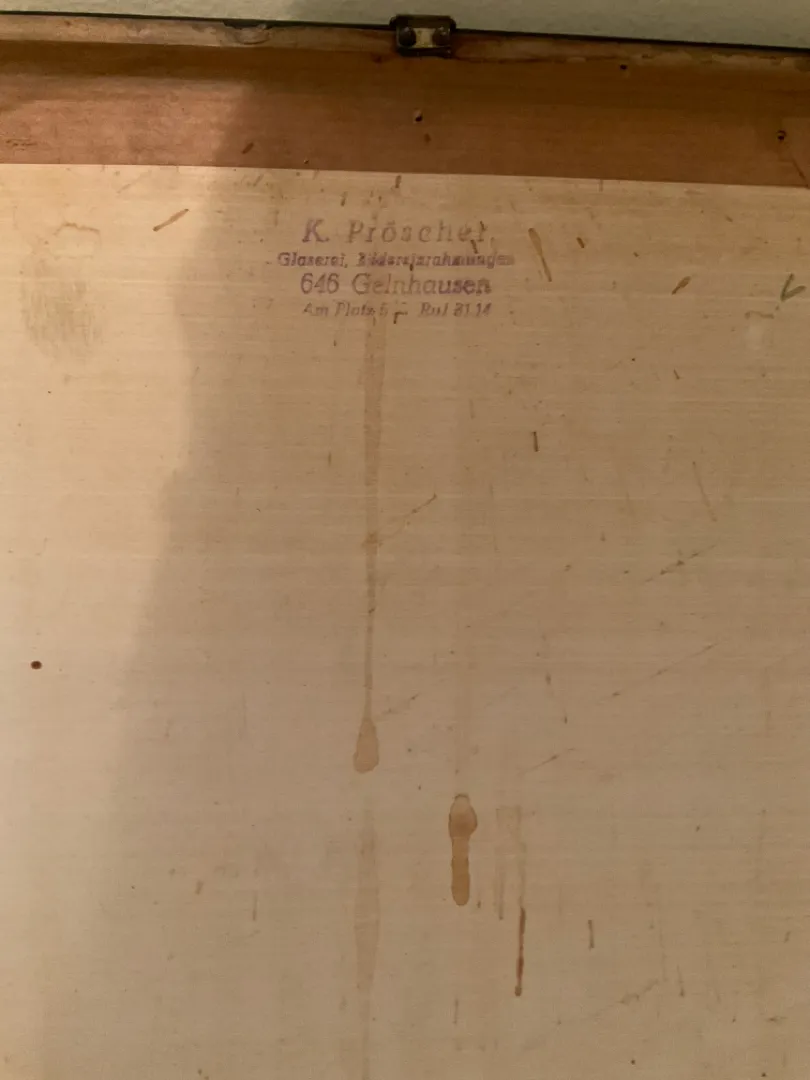 K. Pröschel
Glaserei, Bildereinrahmungen
646 Gelnhausen
Am Platz 5 – Ruf 31 14